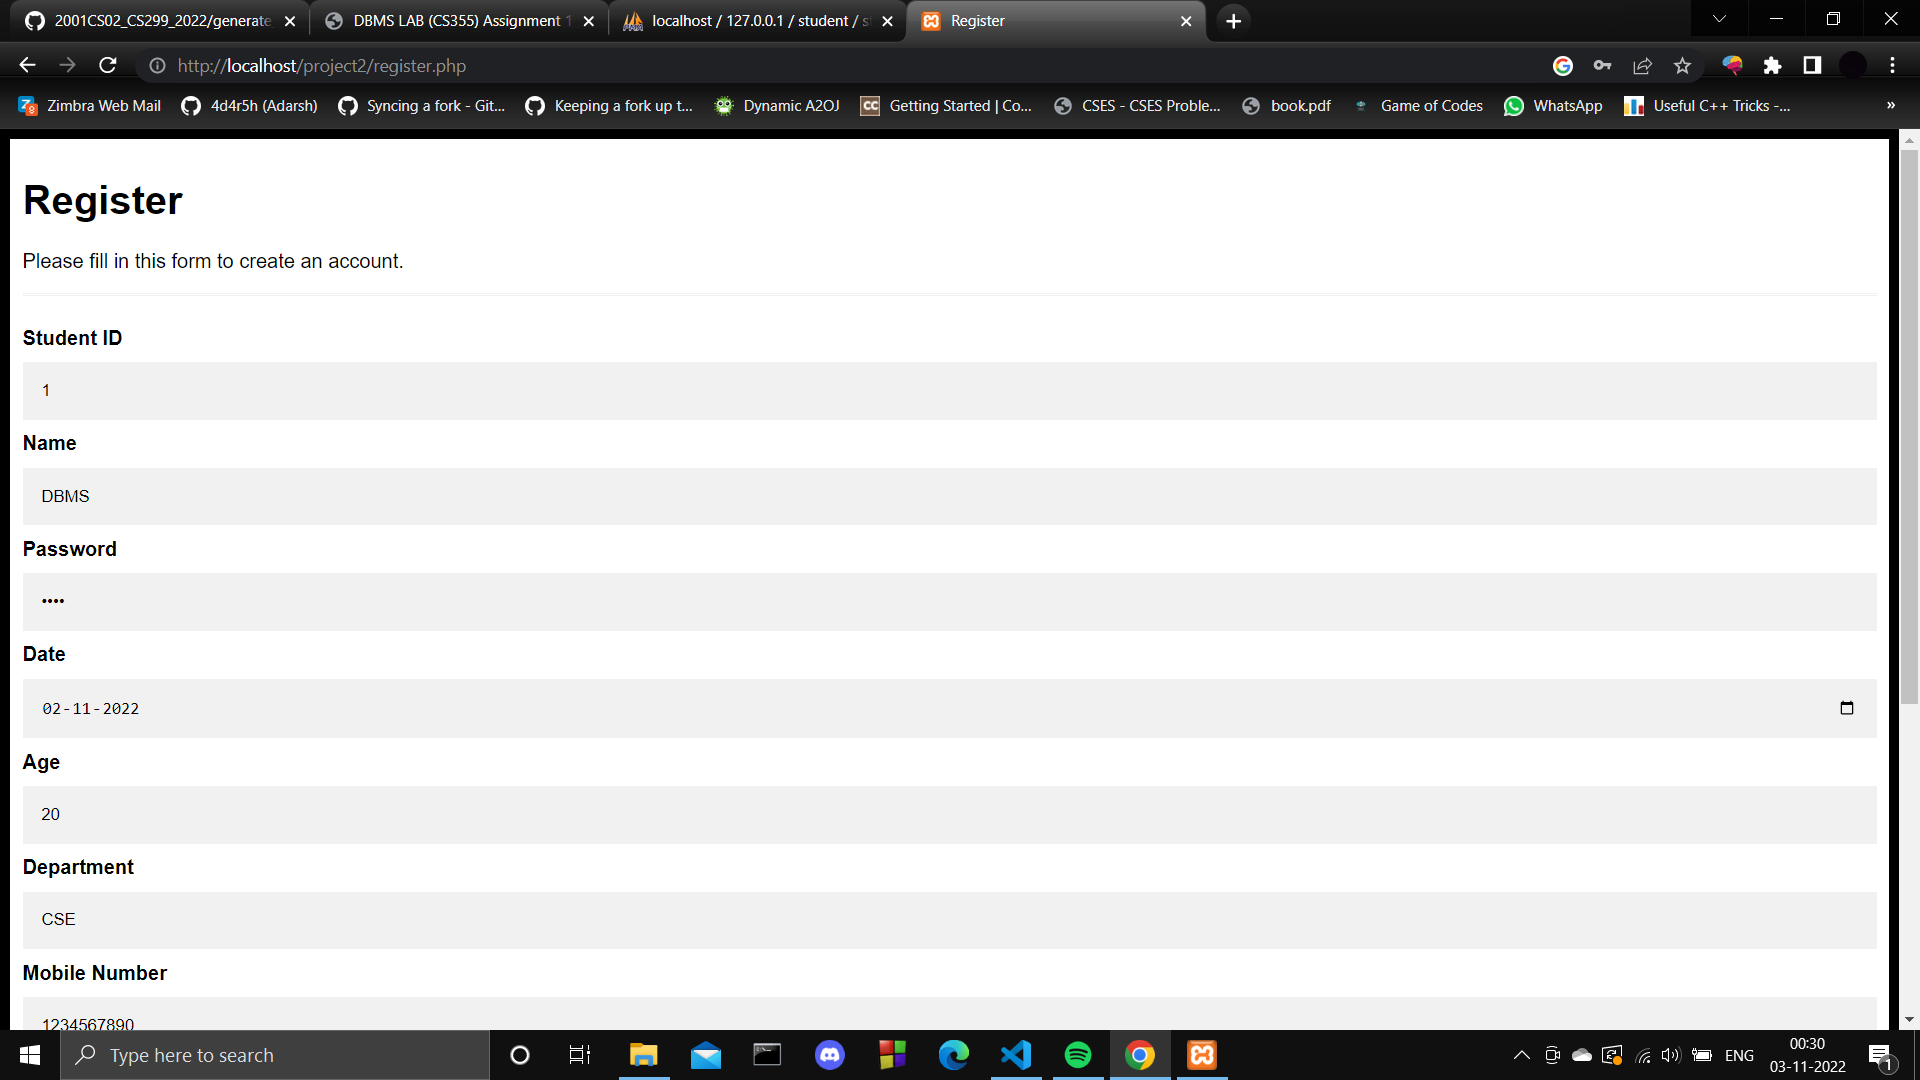 2001CS02_CS299_2022/generate
DBMS LAB (CS355) Assignment 1
localhost / 127.0.0.1 / student / s
Register
http://localhost/project2/register.php
Zimbra Web Mail
4d4r5h (Adarsh)
Syncing a fork - Git...
Keeping a fork up t...
Dynamic A2OJ
CC
Getting Started | Co...
CSES - CSES Proble...
book.pdf
Game of Codes
WhatsApp
Useful C++ Tricks -...
»
Register
Please fill in this form to create an account.
Student ID
1
Name
DBMS
Password
••••
Date
02-11-2022
Age
20
Department
CSE
Mobile Number
1234567890
Type here to search
ENG
00:30
03-11-2022
1